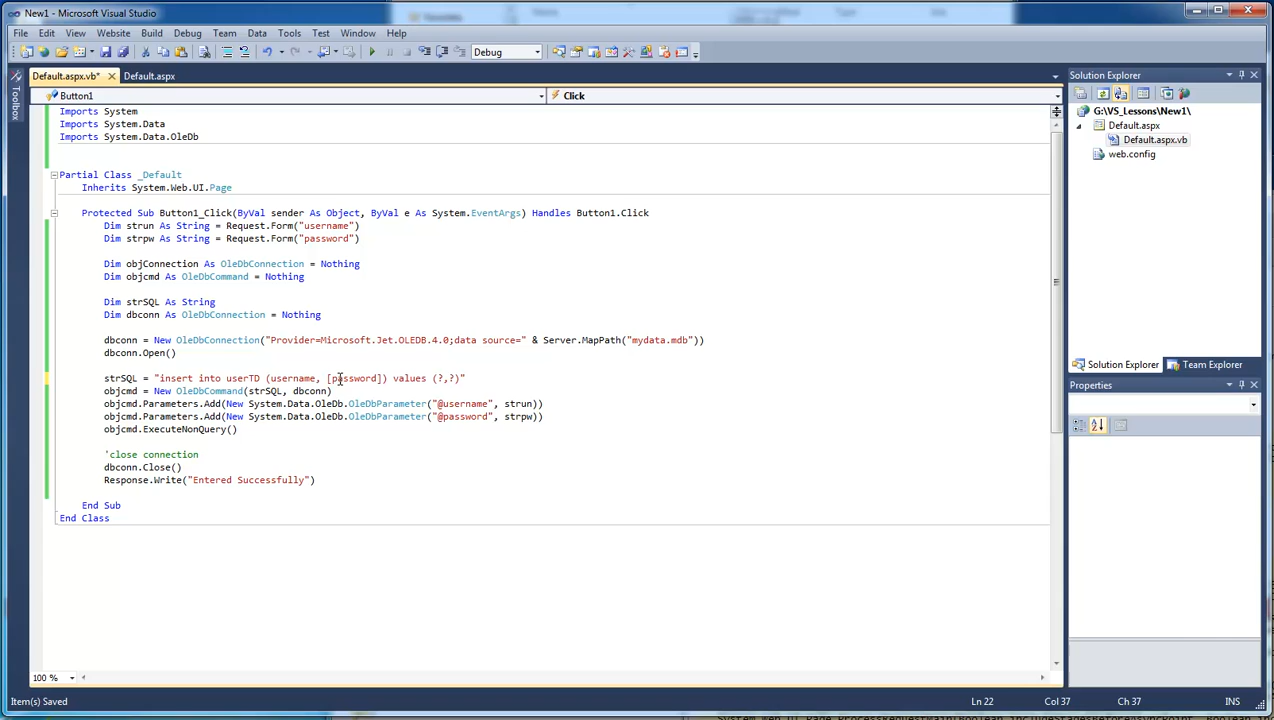 New1 - Microsoft Visual Studio
File Edit View Website Build Debug Team Data Tools Test Window Help
Debug
Default.aspx.vb* Default.aspx
Solution Explorer
Toolbox
Button1 Click
Imports System
Imports System.Data
Imports System.Data.OleDb
G:\VS_Lessons\New1\
Default.aspx
Default.aspx.vb
web.config
Partial Class _Default
Inherits System.Web.UI.Page
Protected Sub Button1_Click(ByVal sender As Object, ByVal e As System.EventArgs) Handles Button1.Click
Dim strun As String = Request.Form("username")
Dim strpw As String = Request.Form("password")
Dim objConnection As OleDbConnection = Nothing
Dim objcmd As OleDbCommand = Nothing
Dim strSQL As String
Dim dbconn As OleDbConnection = Nothing
dbconn = New OleDbConnection("Provider=Microsoft.Jet.OLEDB.4.0;data source=" & Server.MapPath("mydata.mdb"))
dbconn.Open()
strSQL = "insert into userTD (username, [password]) values (?,?)"
objcmd = New OleDbCommand(strSQL, dbconn)
objcmd.Parameters.Add(New System.Data.OleDb.OleDbParameter("@username", strun))
objcmd.Parameters.Add(New System.Data.OleDb.OleDbParameter("@password", strpw))
objcmd.ExecuteNonQuery()
'close connection
dbconn.Close()
Response.Write("Entered Successfully")
End Sub
End Class
Solution Explorer Team Explorer
Properties
100 %
Item(s) Saved Ln 22 Col 37 Ch 37 INS